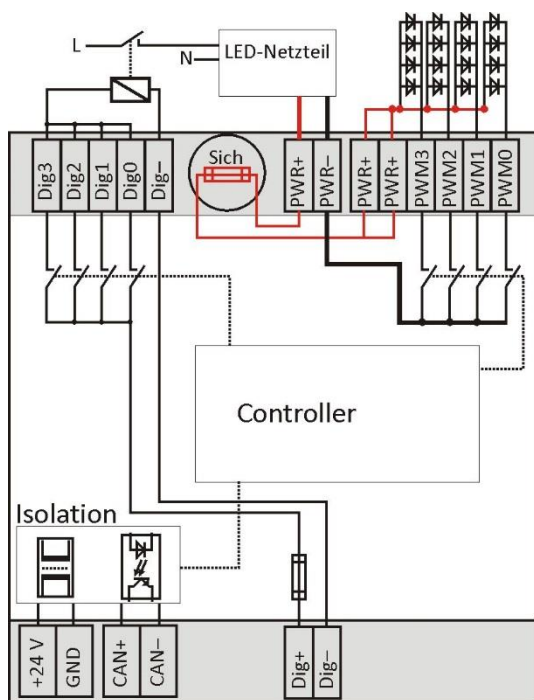 L
N
LED-Netzteil
Sich
Dig3
Dig2
Dig1
Dig0
Dig–
PWR+
PWR–
PWR+
PWR+
PWM3
PWM2
PWM1
PWM0
Controller
Isolation
+24 V
GND
CAN+
CAN–
Dig+
Dig–